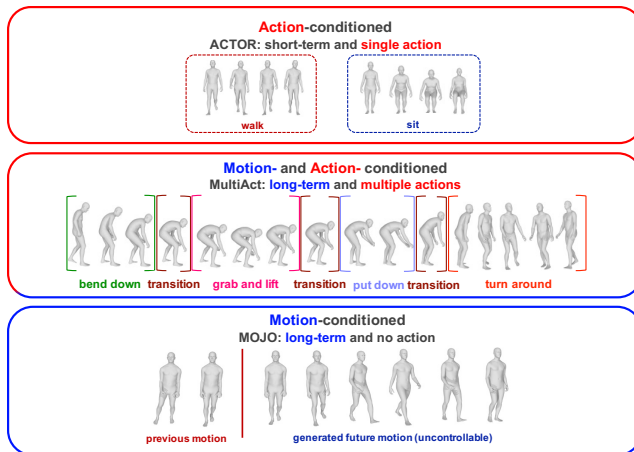 Action-conditioned
ACTOR: short-term and single action
walk
sit
Motion- and Action- conditioned
MultiAct: long-term and multiple actions
bend down transition grab and lift transition put down transition turn around
Motion-conditioned
MOJO: long-term and no action
previous motion generated future motion (uncontrollable)